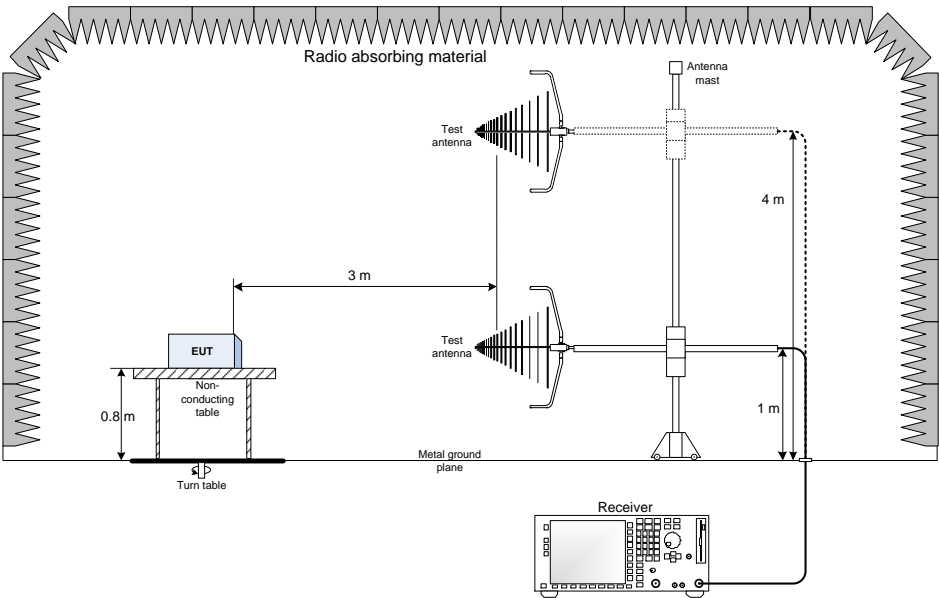 Radio absorbing material
Antenna
mast
Test
antenna
4 m
3 m
Test
antenna
EUT
Non-
conducting
table
0.8 m
1 m
Metal ground
plane
Turn table
Receiver